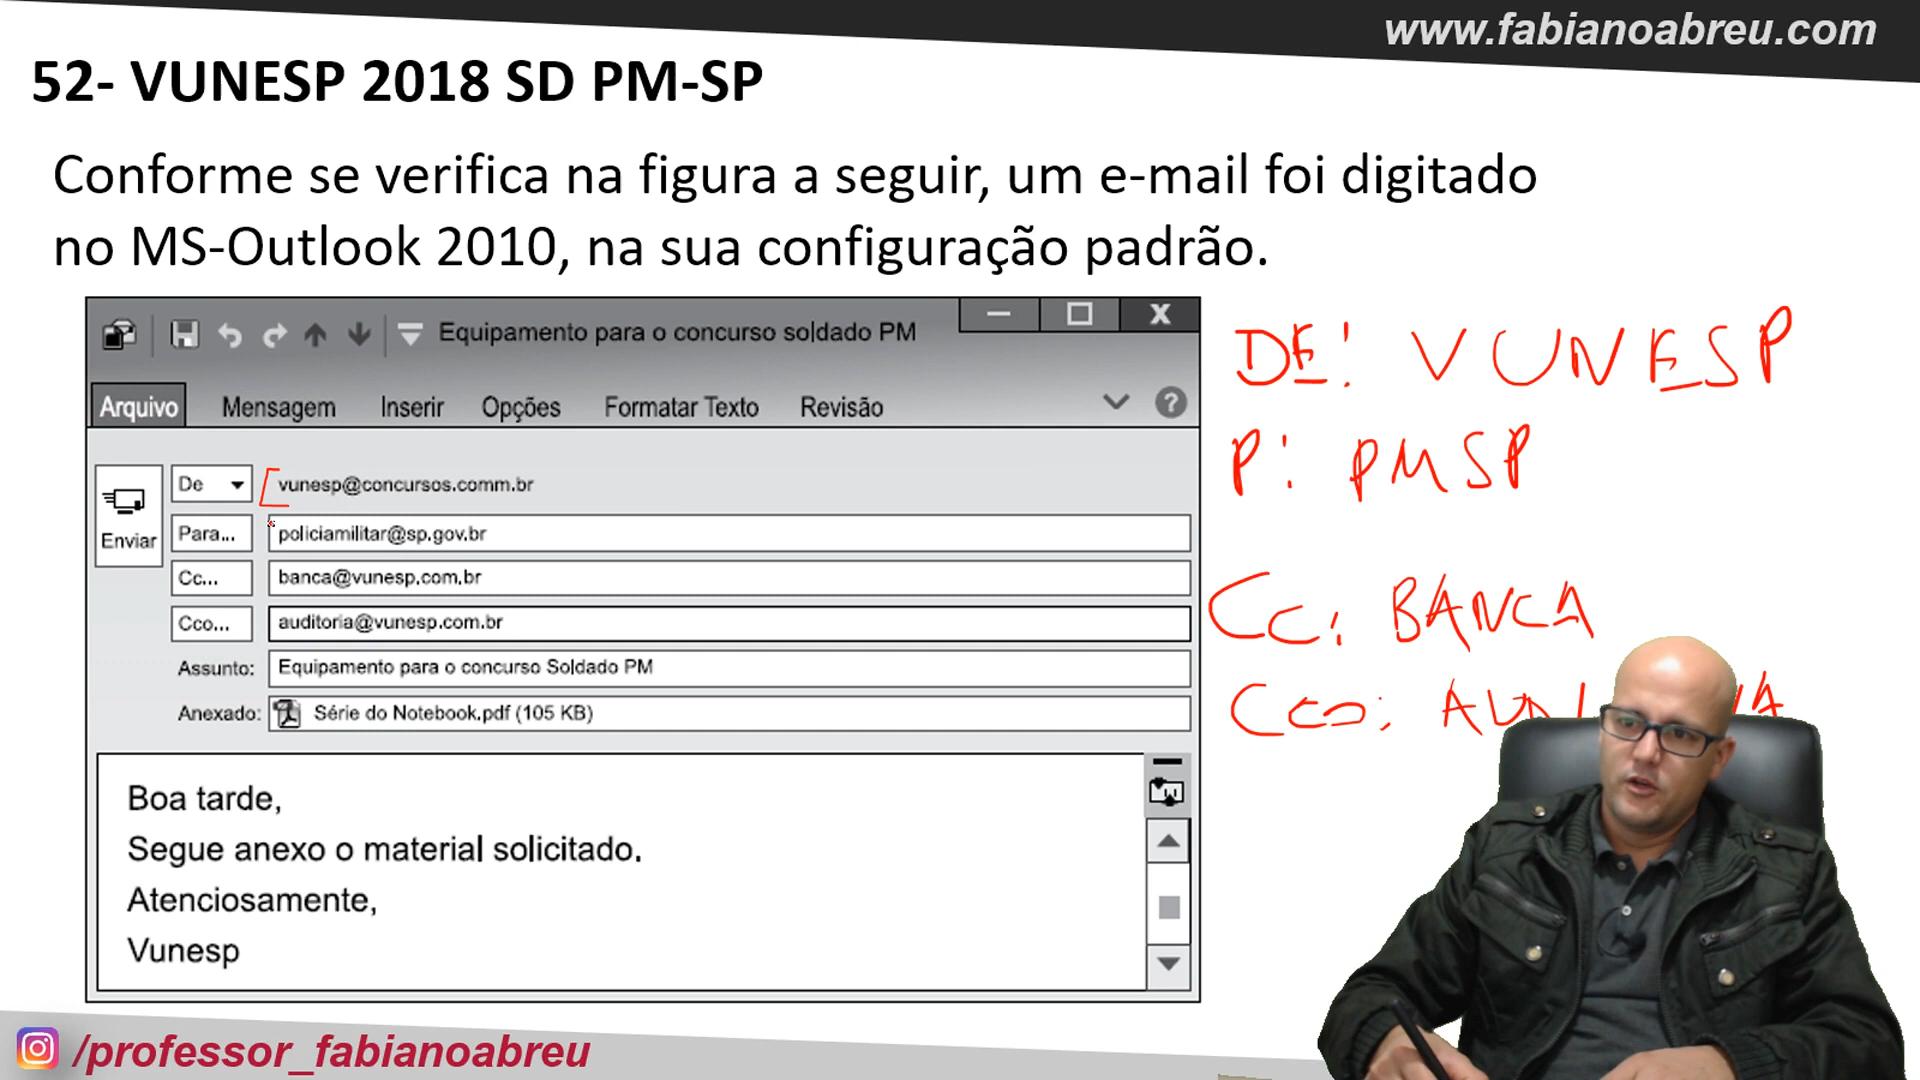 www.fabianoabreu.com
52- VUNESP 2018 SD PM-SP
Conforme se verifica na figura a seguir, um e-mail foi digitado
no MS-Outlook 2010, na sua configuração padrão.
Equipamento para o concurso soldado PM
Arquivo Mensagem Inserir Opções Formatar Texto Revisão
De vunesp@concursos.comm.br
Enviar
Para... policiamilitar@sp.gov.br
Cc... banca@vunesp.com.br
Cco... auditoria@vunesp.com.br
Assunto: Equipamento para o concurso Soldado PM
Anexado: Série do Notebook.pdf (105 KB)
Boa tarde,
Segue anexo o material solicitado.
Atenciosamente,
Vunesp
DE: VUNESP
P: PMSP
Cc: BANCA
Cco:
/professor_fabianoabreu